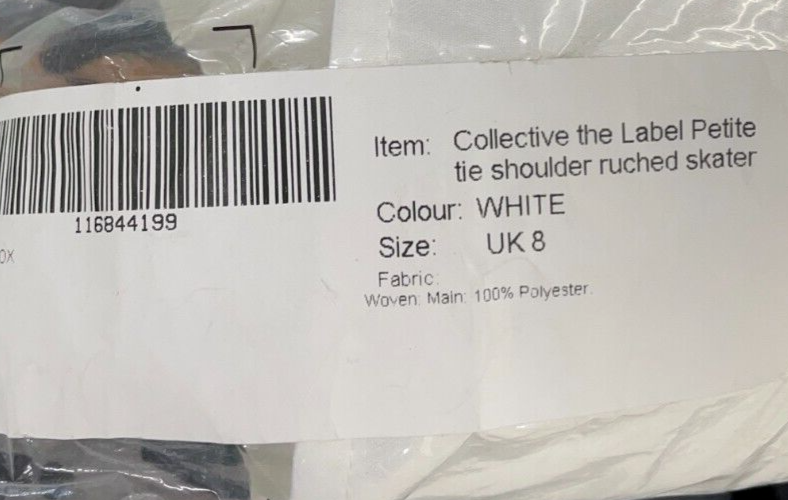 Item: Collective the Label Petite
tie shoulder ruched skater
Colour: WHITE
Size: UK 8
Fabric:
Woven: Main: 100% Polyester.
116844199
OX